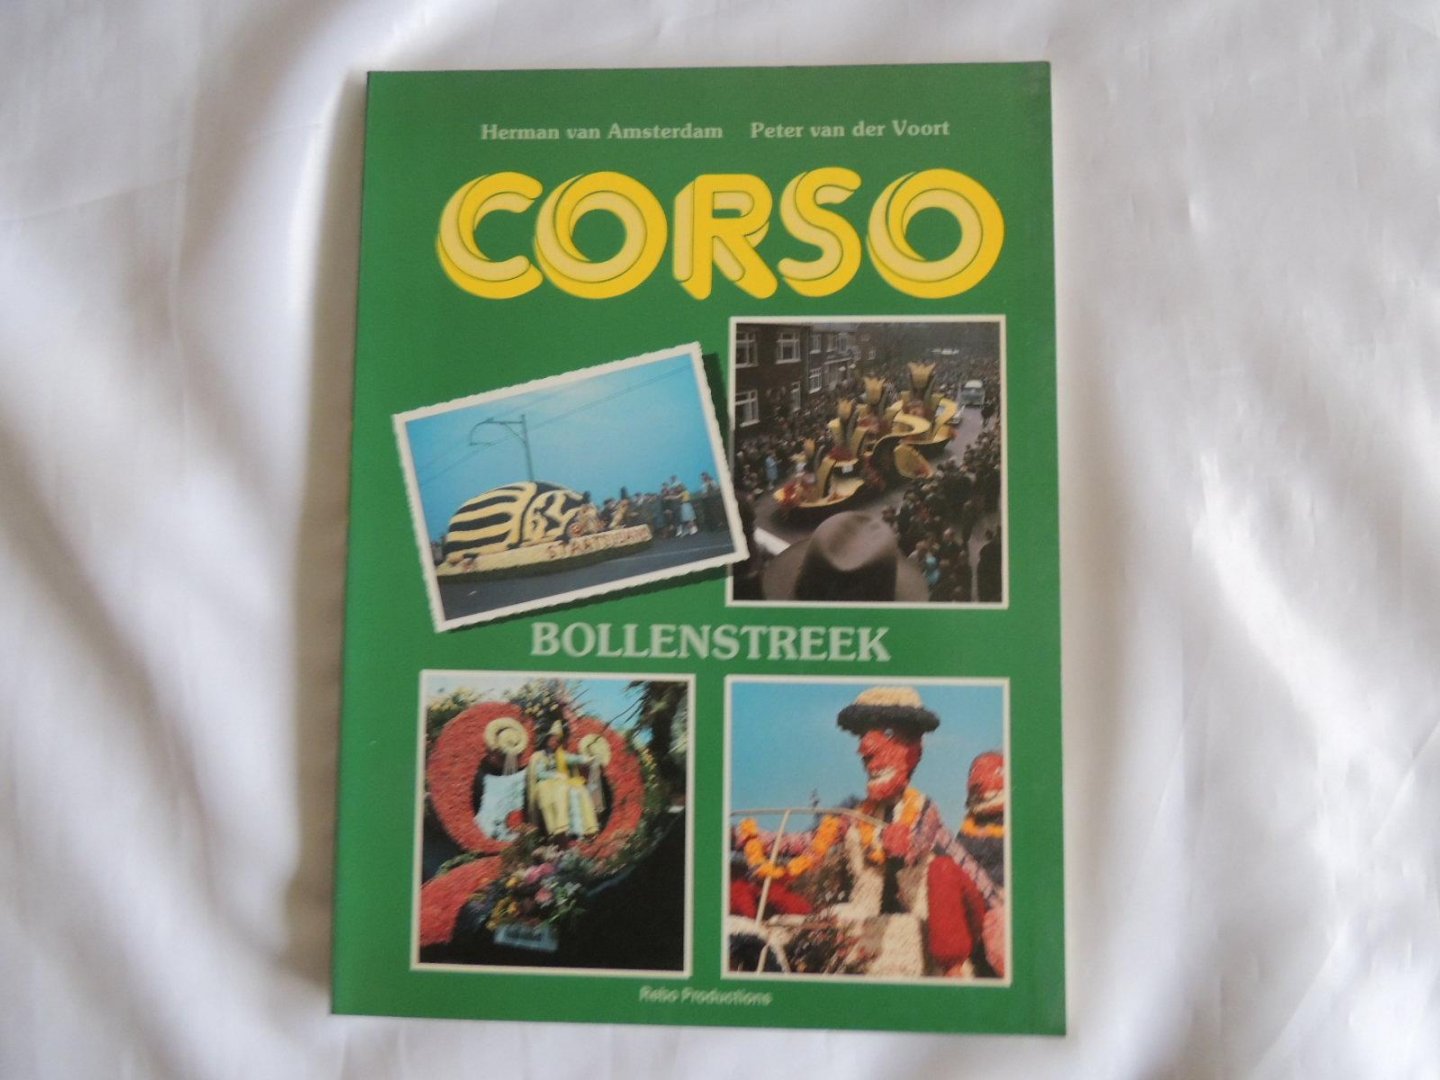 Herman van Amsterdam Peter van der Voort
CORSO
BOLLENSTREEK
Rebo Productions